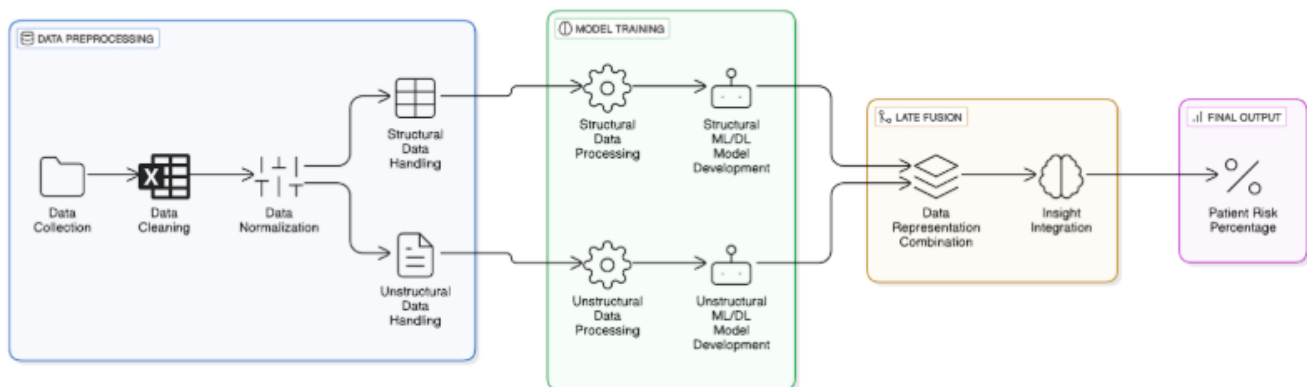 DATA PREPROCESSING
Data
Collection
Data
Cleaning
Data
Normalization
Structural
Data
Handling
Unstructural
Data
Handling
MODEL TRAINING
Structural
Data
Processing
Structural
ML/DL
Model
Development
Unstructural
Data
Processing
Unstructural
ML/DL
Model
Development
LATE FUSION
Data
Representation
Combination
Insight
Integration
FINAL OUTPUT
Patient Risk
Percentage